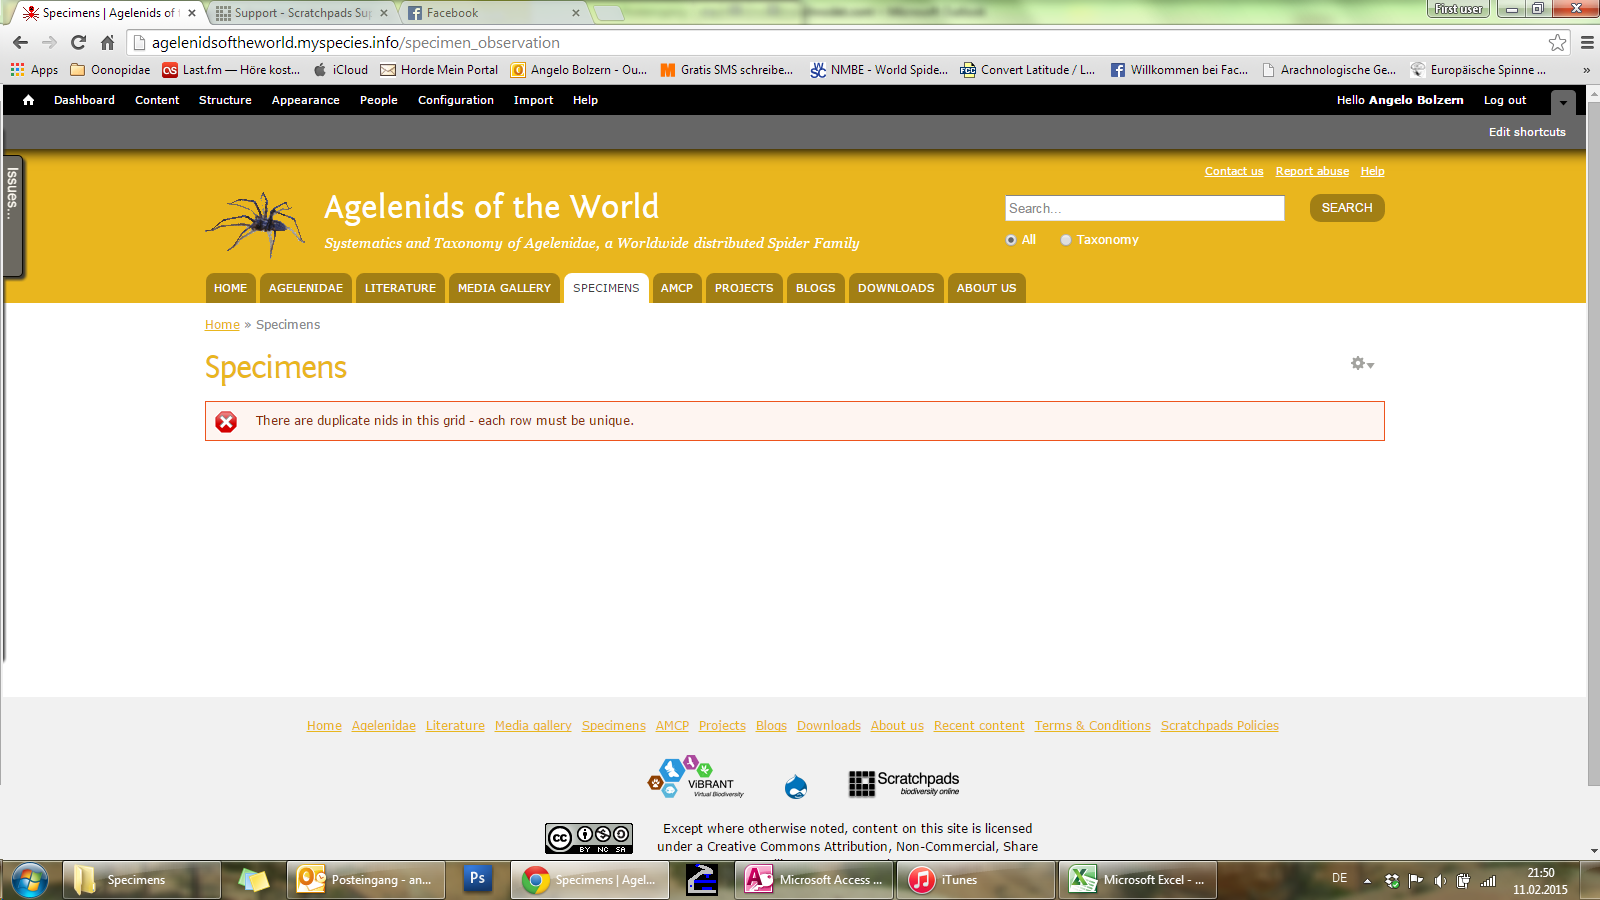 Specimens | Agelenids of t
Support - Scratchpads Sup
Facebook
First user
agelenidsoftheworld.myspecies.info/specimen_observation
Apps
Oonopidae
Last.fm — Höre kost...
iCloud
Horde Mein Portal
Angelo Bolzern - Ou...
Gratis SMS schreibe...
NMBE - World Spide...
Convert Latitude / L...
Willkommen bei Fac...
Arachnologische Ge...
Europäische Spinne ...
»
Dashboard
Content
Structure
Appearance
People
Configuration
Import
Help
Hello Angelo Bolzern
Log out
Edit shortcuts
Issues...
Contact us
Report abuse
Help
Agelenids of the World
Systematics and Taxonomy of Agelenidae, a Worldwide distributed Spider Family
Search...
SEARCH
All
Taxonomy
HOME
AGELENIDAE
LITERATURE
MEDIA GALLERY
SPECIMENS
AMCP
PROJECTS
BLOGS
DOWNLOADS
ABOUT US
Home » Specimens
Specimens
There are duplicate nids in this grid - each row must be unique.
Home
Agelenidae
Literature
Media gallery
Specimens
AMCP
Projects
Blogs
Downloads
About us
Recent content
Terms & Conditions
Scratchpads Policies
ViBRANT
Virtual Biodiversity
Scratchpads
biodiversity online
cc
BY NC SA
Except where otherwise noted, content on this site is licensed
under a Creative Commons Attribution, Non-Commercial, Share
Specimens
Posteingang - an...
Ps
Specimens | Agel...
Microsoft Access ...
iTunes
Microsoft Excel - ...
DE
21:50
11.02.2015